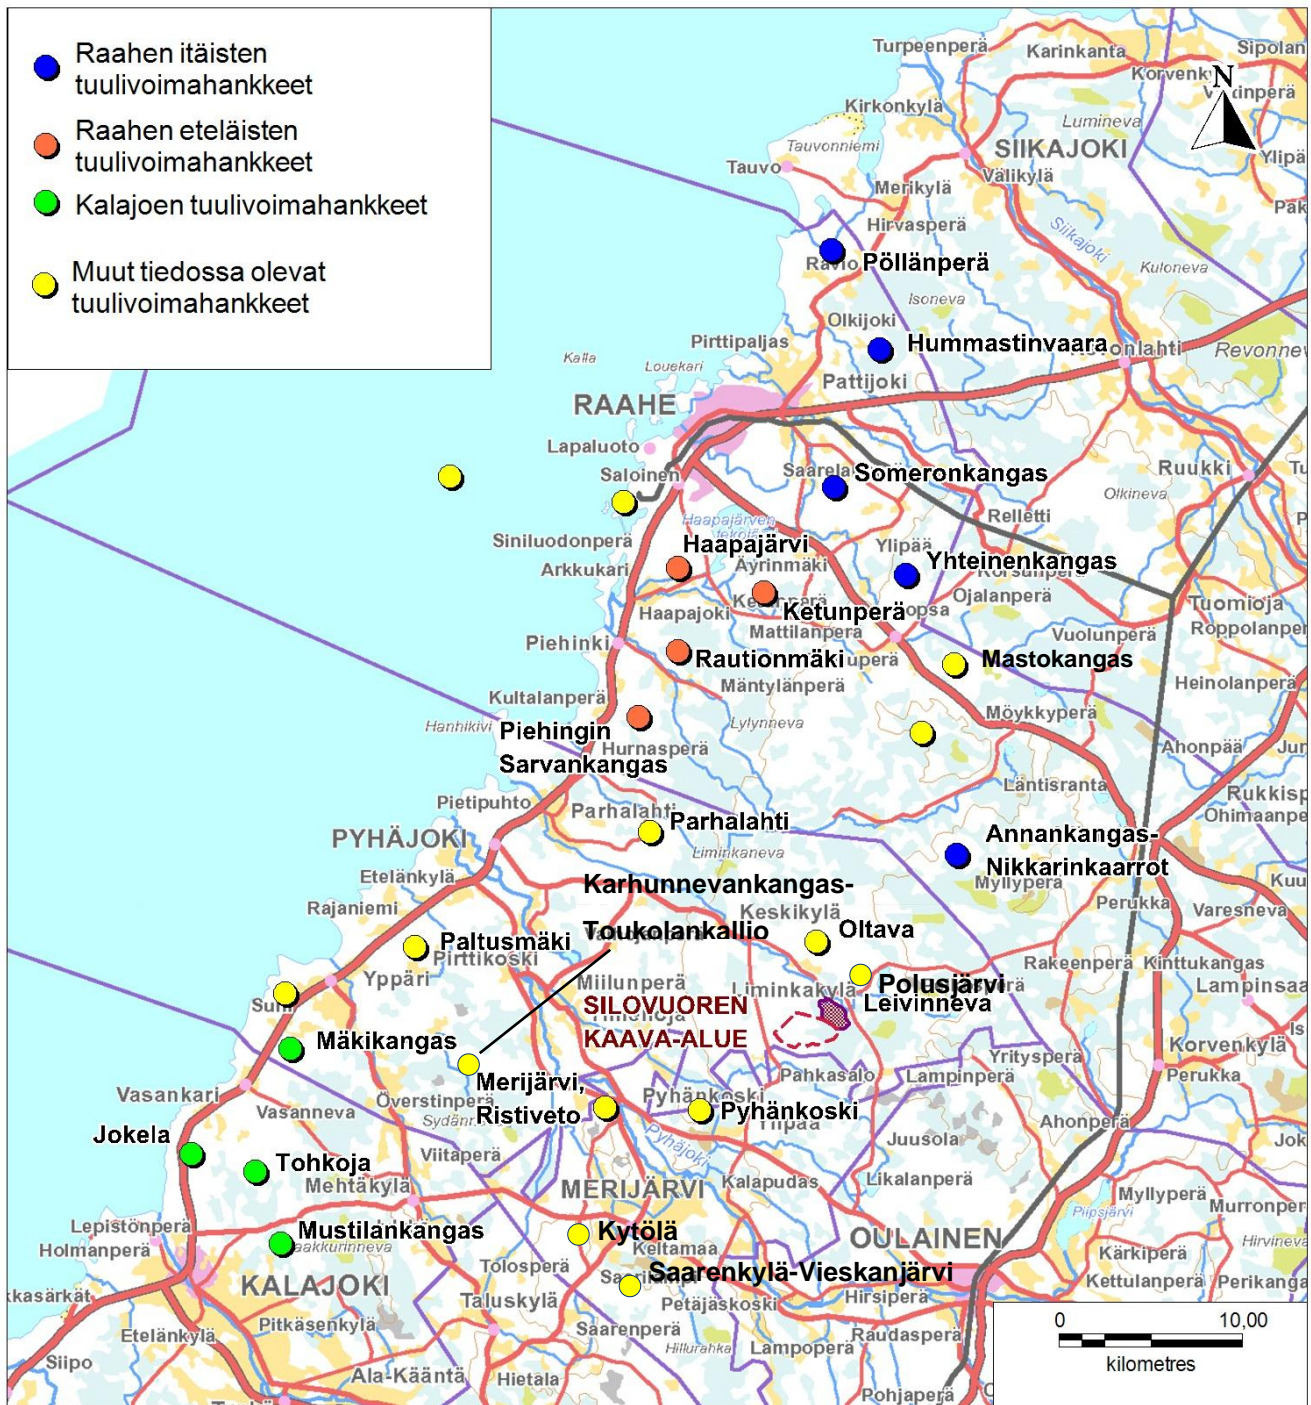 Raahen itäisten
tuulivoimahankkeet
Raahen eteläisten
tuulivoimahankkeet
Kalajoen tuulivoimahankkeet
Muut tiedossa olevat
tuulivoimahankkeet
N
Turpeenperä
Karinkanta
Kirkonkylä
Lumineva
Tauvonniemi
SIIKAJOKI
Tauvo
Välikylä
Merikylä
Hirvasperä
Siikajoki
Pöllänperä
Kuloneva
Isoneva
Olkijoki
Pirttipaljas
Hummastinvaara
Kalla
Louekari
Pattijoki
RAAHE
Lapaluoto
Saloinen
Someronkangas
Ruukki
Olkineva
Relletti
Siniluodonperä
Haapajärvi
Ylipää
Arkkukari
Äyrinmäki
Yhteinenkangas
Ojalanperä
Haapajoki
Ketunperä
Tuomioja
Mattilanperä
Vuolunperä
Piehinki
Rautionmäki
Mastokangas
Mäntylänperä
Heinolanperä
Kultalanperä
Hanhikivi
Lylynneva
Möykkyperä
Piehingin
Hurnasperä
Sarvankangas
Ahonpää
Läntisranta
Pietipuhto
Parhalahti
Parhalahti
PYHÄJOKI
Liminkaneva
Annankangas-
Nikkarinkaarrot
Myllyperä
Etelänkylä
Karhunnevankangas-
Perukka
Varesneva
Rajaniemi
Keskikylä
Toukolankallio
Oltava
Paltusmäki
Pirttikoski
Rakeenperä
Kinttukangas
Yppäri
Miilunperä
Liminkakylä
Polusjärvi
Lampinsaa
SILOVUOREN
Leivinneva
KAAVA-ALUE
Mäkikangas
Yritysperä
Korvenkylä
Pahkasalo
Lampinperä
Perukka
Vasankari
Merijärvi,
Överstinperä
Ristiveto
Pyhänkoski
Pyhänkoski
Vasanneva
Ylipää
Ahonperä
Jokela
Juusola
Pyhäjoki
Tohkoja
Viitaperä
Mehtäkylä
MERIJÄRVI
Kalapudas
Likalanperä
Myllyperä
Piipsjärvi
Lepistönperä
Mustilankangas
Kytölä
OULAINEN
Holmanperä
Keltamaa
Kärkiperä
Tolosperä
Saarenkylä-Vieskanjärvi
Kettulanperä
KALAJOKI
Taluskylä
Petäjäskoski
Hirsiperä
Pitkäsenkylä
Saarenperä
Raudasperä
Etelänkylä
Hillurahka
Lampoperä
Siipo
Ala-Kääntä
Hietala
Pohjaperä
0 10,00
kilometres